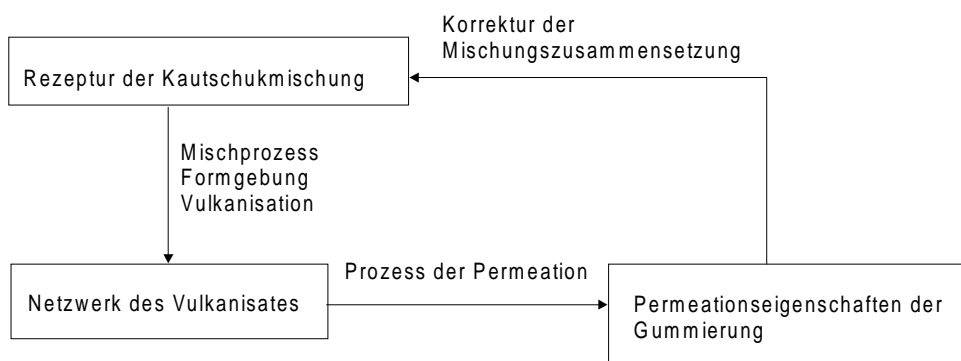 Korrektur der
Mischungszusammensetzung
Rezeptur der Kautschukmischung
Mischprozess
Formgebung
Vulkanisation
Prozess der Permeation
Netzwerk des Vulkanisates
Permeationseigenschaften der
Gummierung